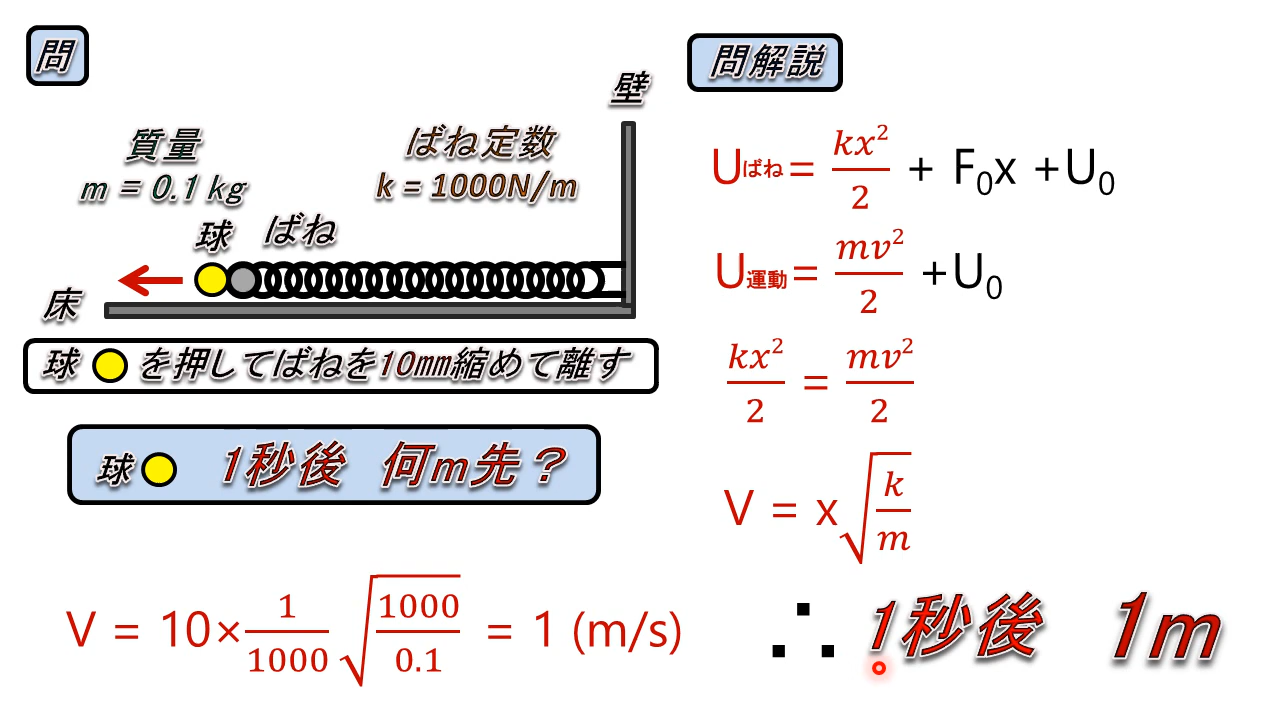 問
壁
質量
m = 0.1 kg
ばね定数
k = 1000N/m
球
ばね
床
球 を押してばねを10㎜縮めて離す
球 1秒後 何m先？
V = 10×1/1000 √(1000/0.1) = 1 (m/s)
問解説
Uばね = kx²/2 + F₀x +U₀
U運動 = mv²/2 +U₀
kx²/2 = mv²/2
V = x√(k/m)
∴ 1秒後 1m